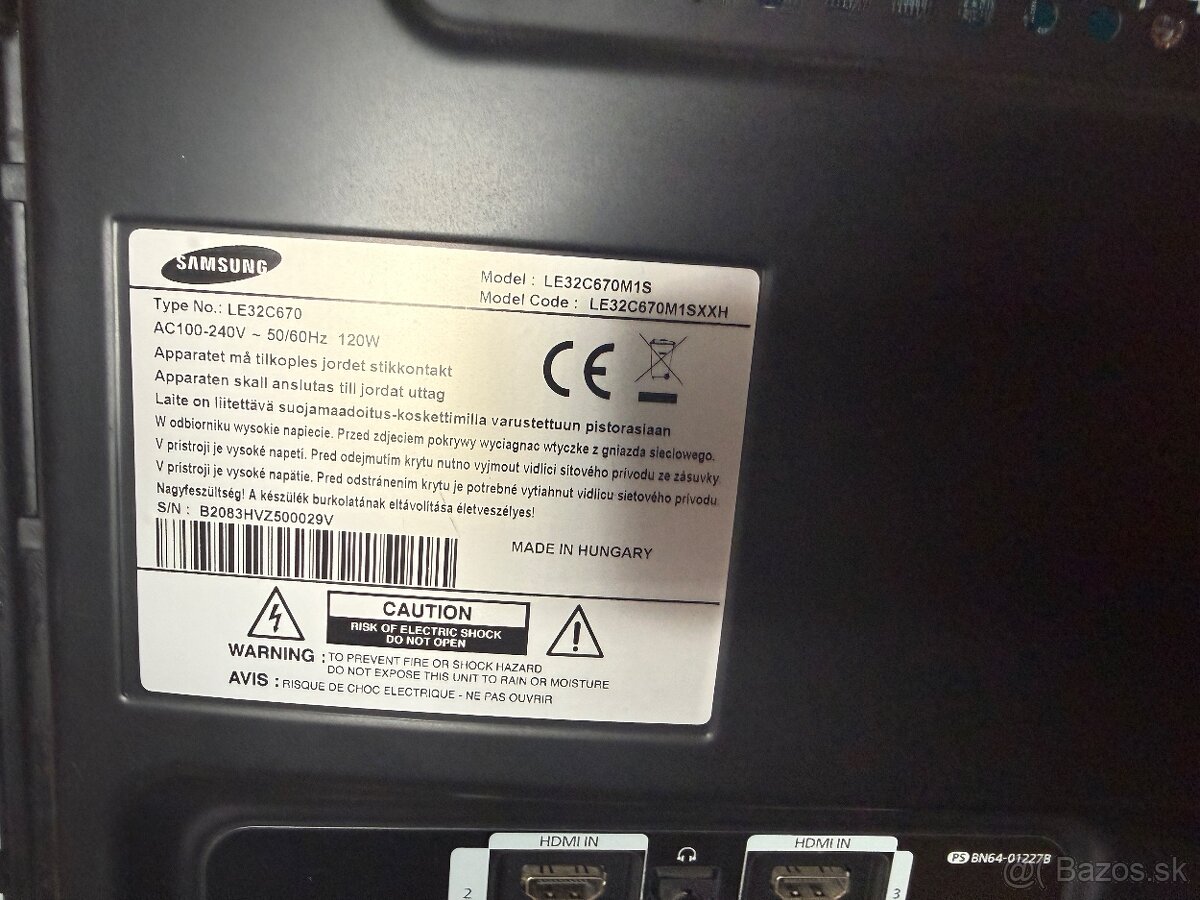 SAMSUNG
Model : LE32C670M1S
Model Code : LE32C670M1SXXH
Type No.: LE32C670
AC100-240V ~ 50/60Hz 120W
Apparatet må tilkoples jordet stikkontakt
Apparaten skall anslutas till jordat uttag
Laite on liitettävä suojamaadoitus-koskettimilla varustettuun pistorasiaan
W odbiorniku wysokie napiecie. Przed zdjeciem pokrywy wyciagnac wtyczke z gniazda sieciowego.
V prístroji je vysoké napetí. Pred odejmutím krytu nutno vyjmout vidlici sítového prívodu ze zásuvky.
V prístroji je vysoké napätie. Pred odstránením krytu je potrebné vytiahnut vidlicu sietového prívodu.
Nagyfeszültség! A készülék burkolatának eltávolítása életveszélyes!
S/N : B2083HVZ500029V
MADE IN HUNGARY
CE
CAUTION
RISK OF ELECTRIC SHOCK
DO NOT OPEN
WARNING : TO PREVENT FIRE OR SHOCK HAZARD
DO NOT EXPOSE THIS UNIT TO RAIN OR MOISTURE
AVIS : RISQUE DE CHOC ELECTRIQUE - NE PAS OUVRIR
HDMI IN
HDMI IN
2
3
PS BN64-01227B
@ Bazos.sk